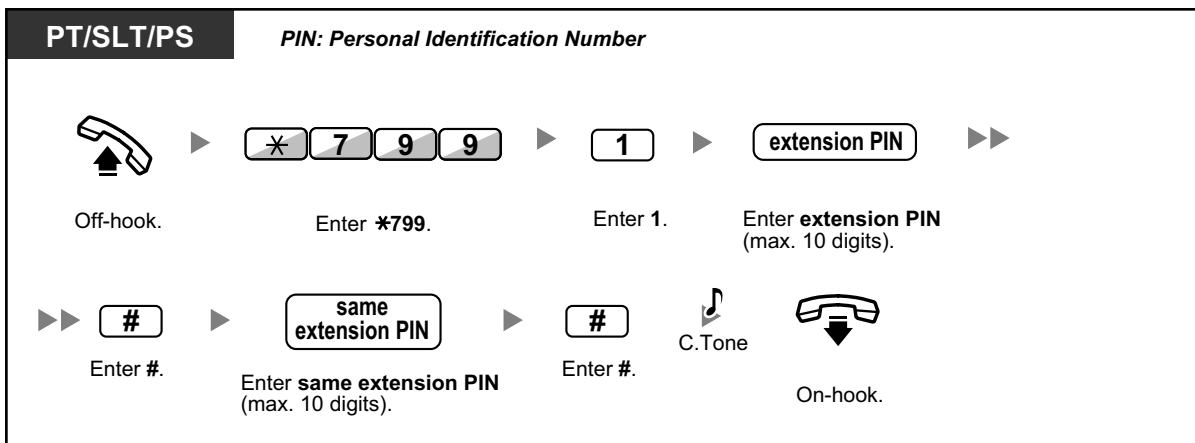 PT/SLT/PS
PIN: Personal Identification Number
* 7 9 9
1
extension PIN
Off-hook.
Enter *799.
Enter 1.
Enter extension PIN
(max. 10 digits).
#
same
extension PIN
#
C.Tone
Enter #.
Enter same extension PIN
(max. 10 digits).
Enter #.
On-hook.